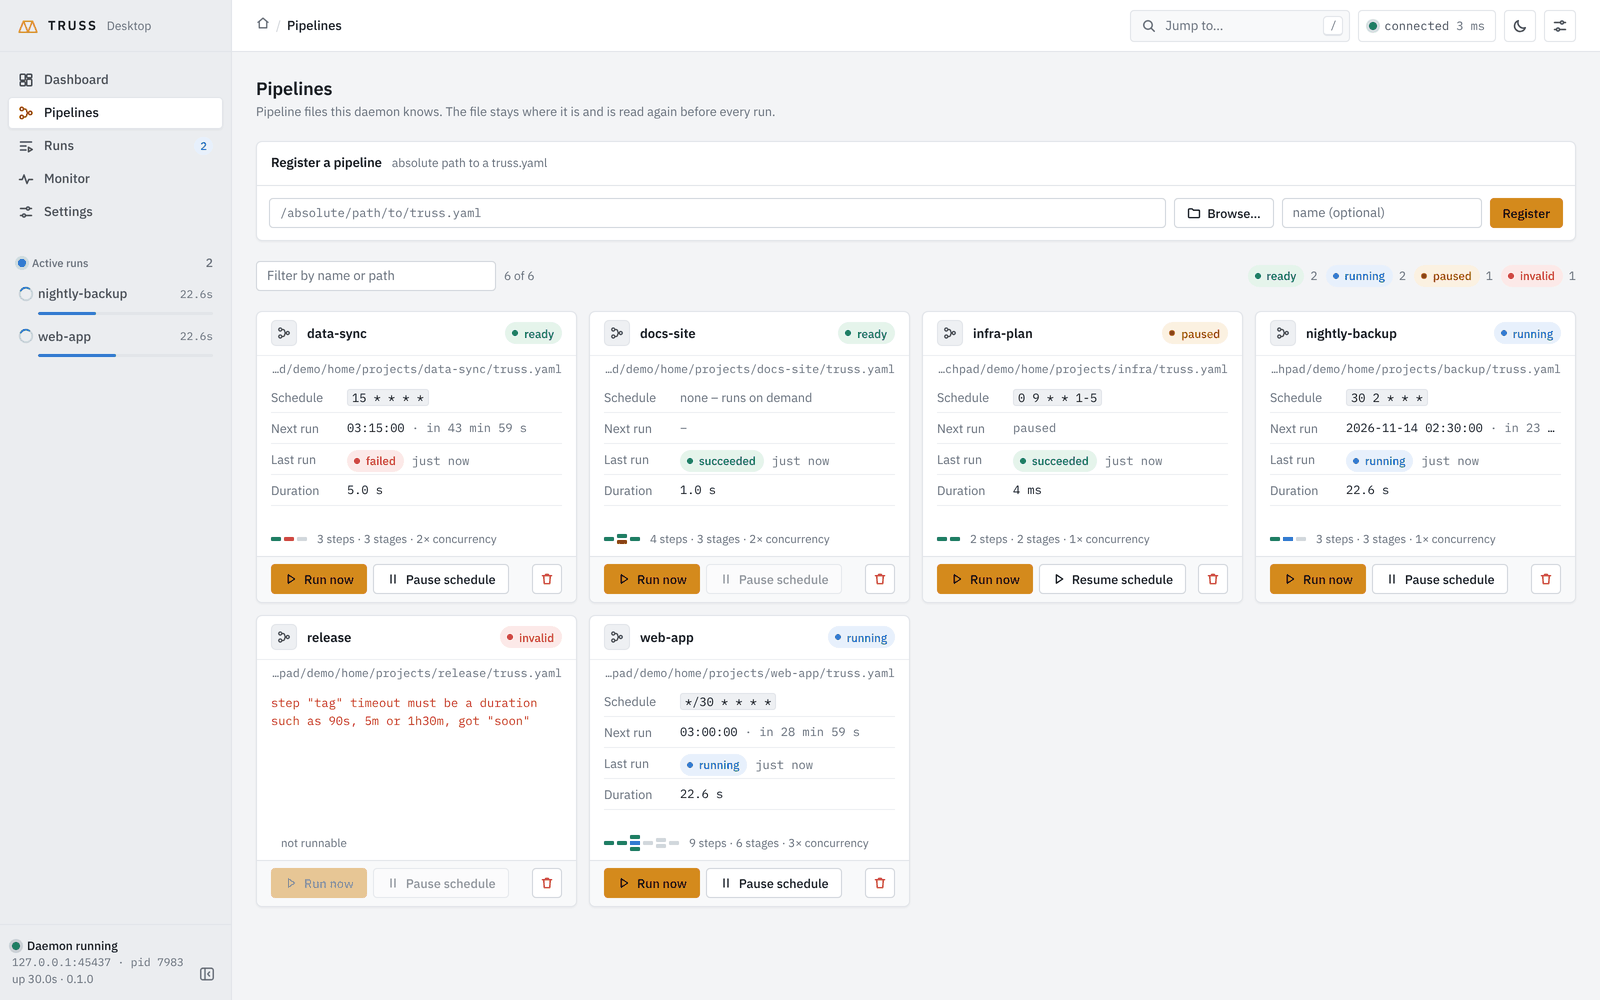 TRUSS Desktop
/ Pipelines
Jump to... /
connected 3 ms
Dashboard
Pipelines
Runs 2
Monitor
Settings
Active runs 2
nightly-backup 22.6s
web-app 22.6s
Daemon running
127.0.0.1:45437 · pid 7983
up 30.0s · 0.1.0
Pipelines
Pipeline files this daemon knows. The file stays where it is and is read again before every run.
Register a pipeline absolute path to a truss.yaml
/absolute/path/to/truss.yaml Browse... name (optional) Register
Filter by name or path 6 of 6
ready 2 running 2 paused 1 invalid 1
data-sync ready
…d/demo/home/projects/data-sync/truss.yaml
Schedule 15 * * * *
Next run 03:15:00 · in 43 min 59 s
Last run failed just now
Duration 5.0 s
3 steps · 3 stages · 2× concurrency
Run now Pause schedule
docs-site ready
…d/demo/home/projects/docs-site/truss.yaml
Schedule none – runs on demand
Next run –
Last run succeeded just now
Duration 1.0 s
4 steps · 3 stages · 2× concurrency
Run now Pause schedule
infra-plan paused
…chpad/demo/home/projects/infra/truss.yaml
Schedule 0 9 * * 1-5
Next run paused
Last run succeeded just now
Duration 4 ms
2 steps · 2 stages · 1× concurrency
Run now Resume schedule
nightly-backup running
…hpad/demo/home/projects/backup/truss.yaml
Schedule 30 2 * * *
Next run 2026-11-14 02:30:00 · in 23 …
Last run running just now
Duration 22.6 s
3 steps · 3 stages · 1× concurrency
Run now Pause schedule
release invalid
…pad/demo/home/projects/release/truss.yaml
step "tag" timeout must be a duration
such as 90s, 5m or 1h30m, got "soon"
not runnable
Run now Pause schedule
web-app running
…pad/demo/home/projects/web-app/truss.yaml
Schedule */30 * * * *
Next run 03:00:00 · in 28 min 59 s
Last run running just now
Duration 22.6 s
9 steps · 6 stages · 3× concurrency
Run now Pause schedule